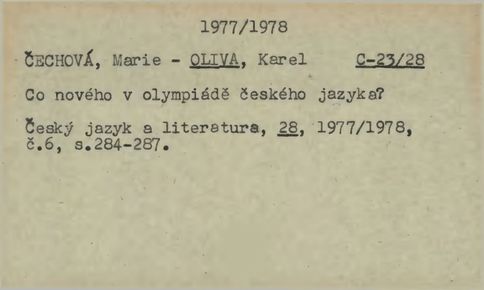 1977/1978
ČECHOVÁ, Marie - OLIVA, Karel C-23/28
Co nového v olympiádě českého jazyka?
Český jazyk a literatura, 28, 1977/1978,
č.6, s.284-287.